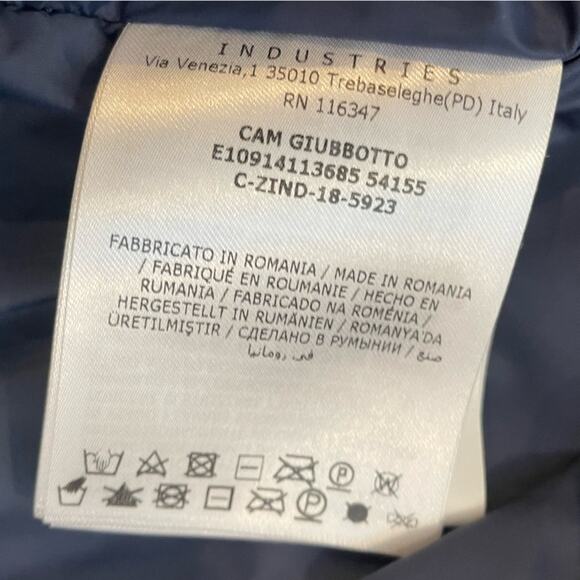 INDUSTRIES
Via Venezia,1 35010 Trebaseleghe(PD) Italy
RN 116347
CAM GIUBBOTTO
E10914113685 54155
C-ZIND-18-5923
FABBRICATO IN ROMANIA / MADE IN ROMANIA
/ FABRIQUÉ EN ROUMANIE / HECHO EN
RUMANIA / FABRICADO NA ROMÉNIA /
HERGESTELLT IN RUMÄNIEN / ROMANYA'DA
ÜRETILMIŞTIR / СДЕЛАНО В РУМЫНИИ / صنع
في رومانيا
P W
P